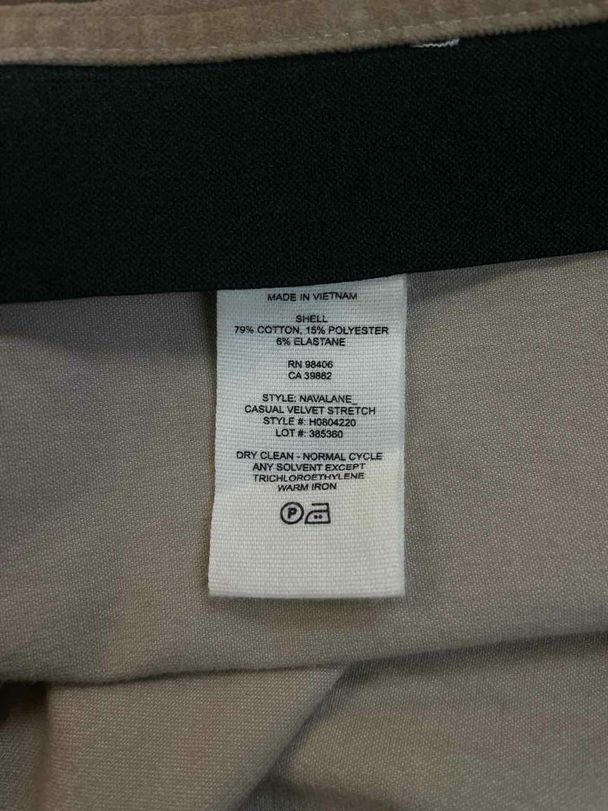 MADE IN VIETNAM
SHELL
79% COTTON, 15% POLYESTER
6% ELASTANE
RN 98406
CA 39882
STYLE: NAVALANE_
CASUAL VELVET STRETCH
STYLE #: H0804220
LOT #: 385360
DRY CLEAN - NORMAL CYCLE
ANY SOLVENT EXCEPT
TRICHLOROETHYLENE
WARM IRON
P